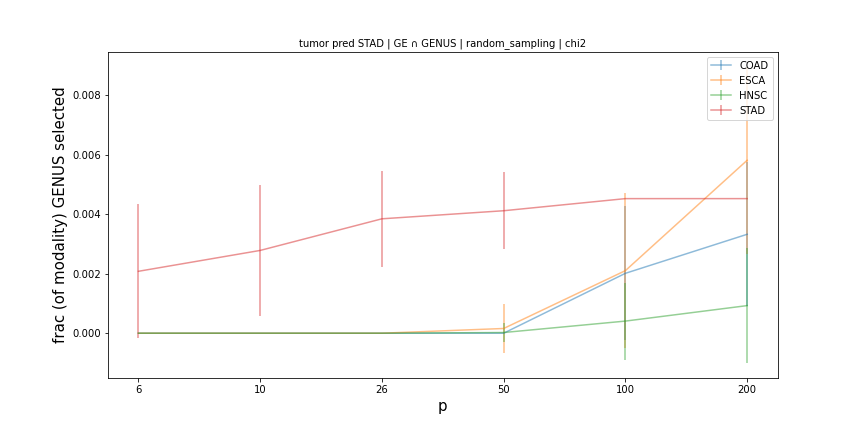 tumor pred STAD | GE ∩ GENUS | random_sampling | chi2
frac (of modality) GENUS selected
0.008
0.006
0.004
0.002
0.000
COAD
ESCA
HNSC
STAD
6 10 26 50 100 200
p